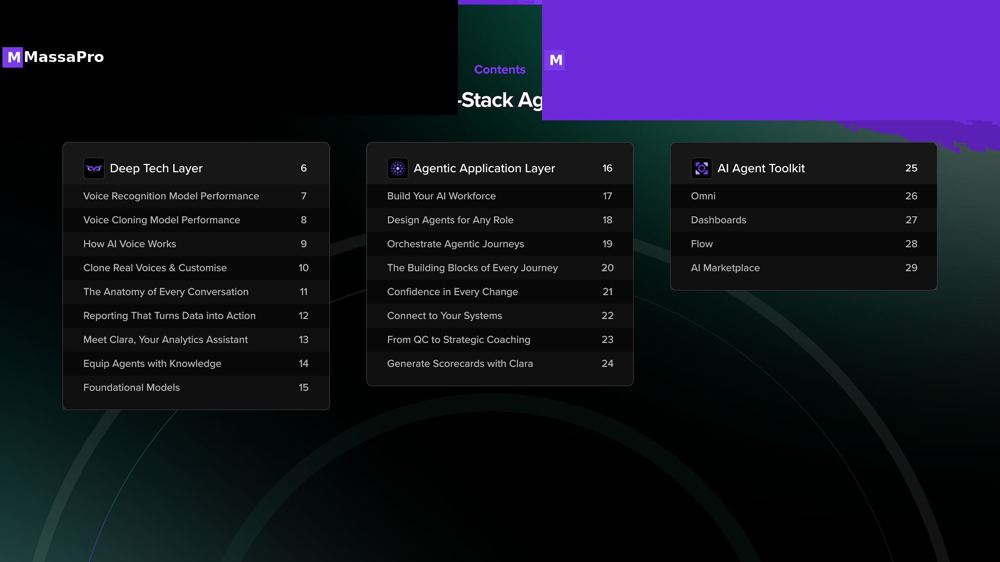 M MassaPro
M
Contents
-Stack Ag
Deep Tech Layer 6
Voice Recognition Model Performance 7
Voice Cloning Model Performance 8
How AI Voice Works 9
Clone Real Voices & Customise 10
The Anatomy of Every Conversation 11
Reporting That Turns Data into Action 12
Meet Clara, Your Analytics Assistant 13
Equip Agents with Knowledge 14
Foundational Models 15
Agentic Application Layer 16
Build Your AI Workforce 17
Design Agents for Any Role 18
Orchestrate Agentic Journeys 19
The Building Blocks of Every Journey 20
Confidence in Every Change 21
Connect to Your Systems 22
From QC to Strategic Coaching 23
Generate Scorecards with Clara 24
AI Agent Toolkit 25
Omni 26
Dashboards 27
Flow 28
AI Marketplace 29